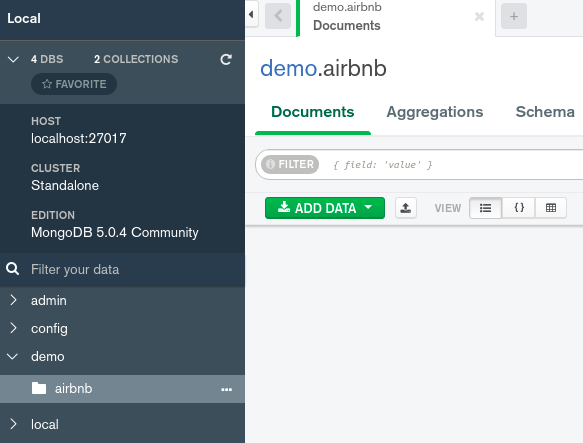 Local
4 DBS 2 COLLECTIONS
FAVORITE
HOST
localhost:27017
CLUSTER
Standalone
EDITION
MongoDB 5.0.4 Community
Filter your data
admin
config
demo
airbnb
local
demo.airbnb
Documents
demo.airbnb
Documents Aggregations Schema
FILTER { field: 'value' }
ADD DATA VIEW {}